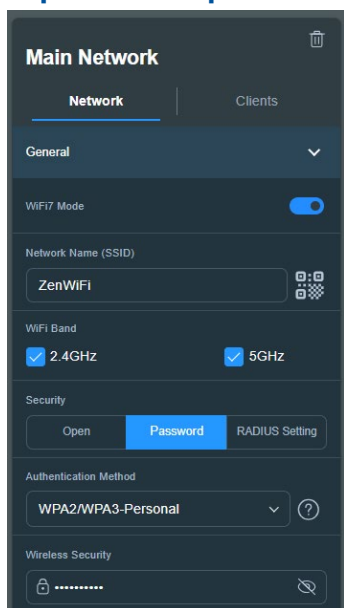 Main Network
Network Clients
General
WiFi7 Mode
Network Name (SSID)
ZenWiFi
WiFi Band
2.4GHz 5GHz
Security
Open Password RADIUS Setting
Authentication Method
WPA2/WPA3-Personal
Wireless Security
••••••••••